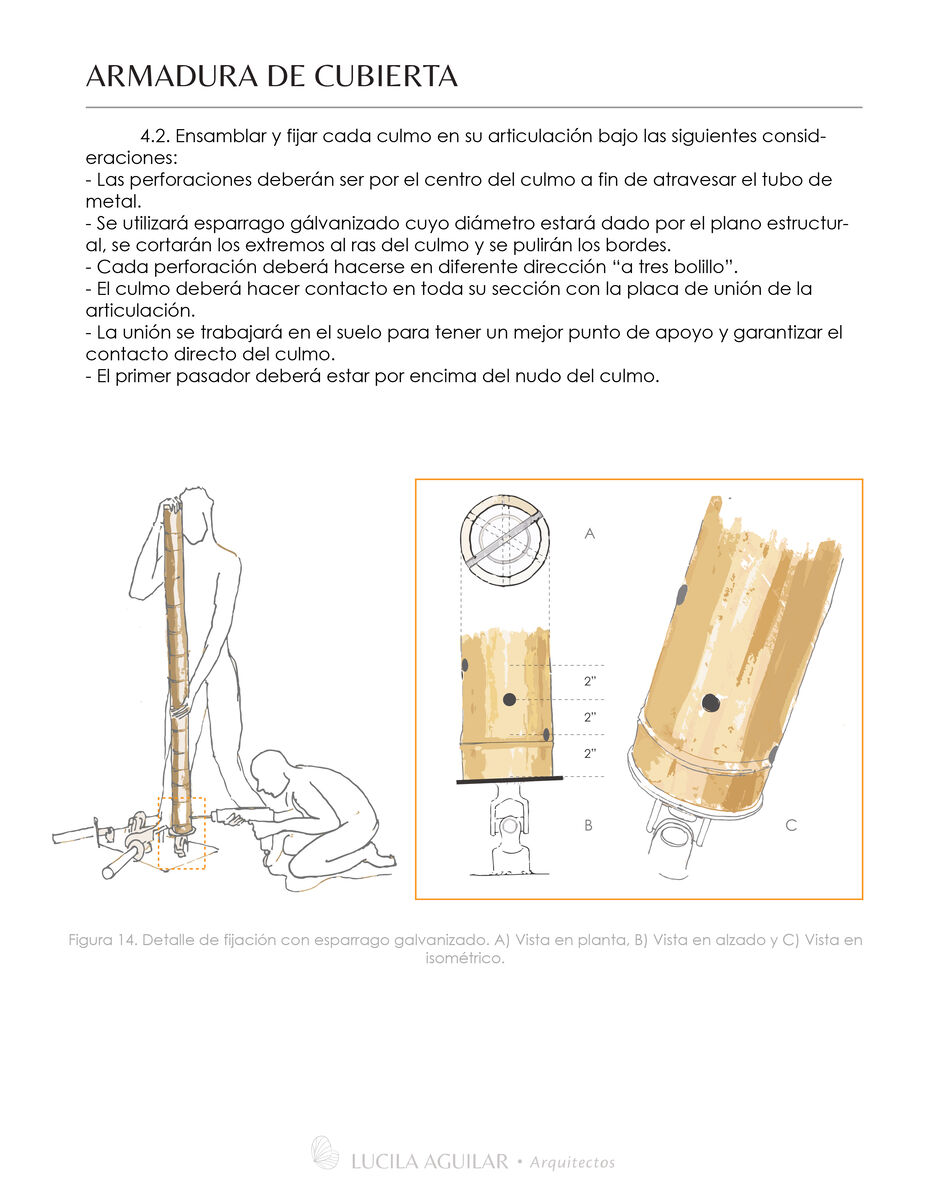 ARMADURA DE CUBIERTA
4.2. Ensamblar y fijar cada culmo en su articulación bajo las siguientes consid-
eraciones:
- Las perforaciones deberán ser por el centro del culmo a fin de atravesar el tubo de
metal.
- Se utilizará esparrago gálvanizado cuyo diámetro estará dado por el plano estructur-
al, se cortarán los extremos al ras del culmo y se pulirán los bordes.
- Cada perforación deberá hacerse en diferente dirección “a tres bolillo”.
- El culmo deberá hacer contacto en toda su sección con la placa de unión de la
articulación.
- La unión se trabajará en el suelo para tener un mejor punto de apoyo y garantizar el
contacto directo del culmo.
- El primer pasador deberá estar por encima del nudo del culmo.
A
2”
2”
2”
B
C
Figura 14. Detalle de fijación con esparrago galvanizado. A) Vista en planta, B) Vista en alzado y C) Vista en
isométrico.
LUCILA AGUILAR • Arquitectos